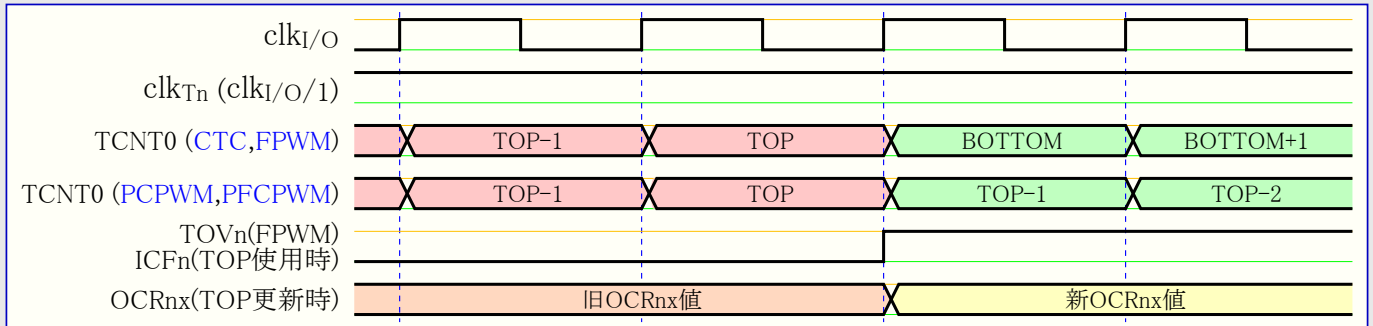 clkI/O
clkTn (clkI/O/1)
TCNT0 (CTC,FPWM) TOP-1 TOP BOTTOM BOTTOM+1
TCNT0 (PCPWM,PFCPWM) TOP-1 TOP TOP-1 TOP-2
TOVn(FPWM)
ICFn(TOP使用時)
OCRnx(TOP更新時) 旧OCRnx値 新OCRnx値